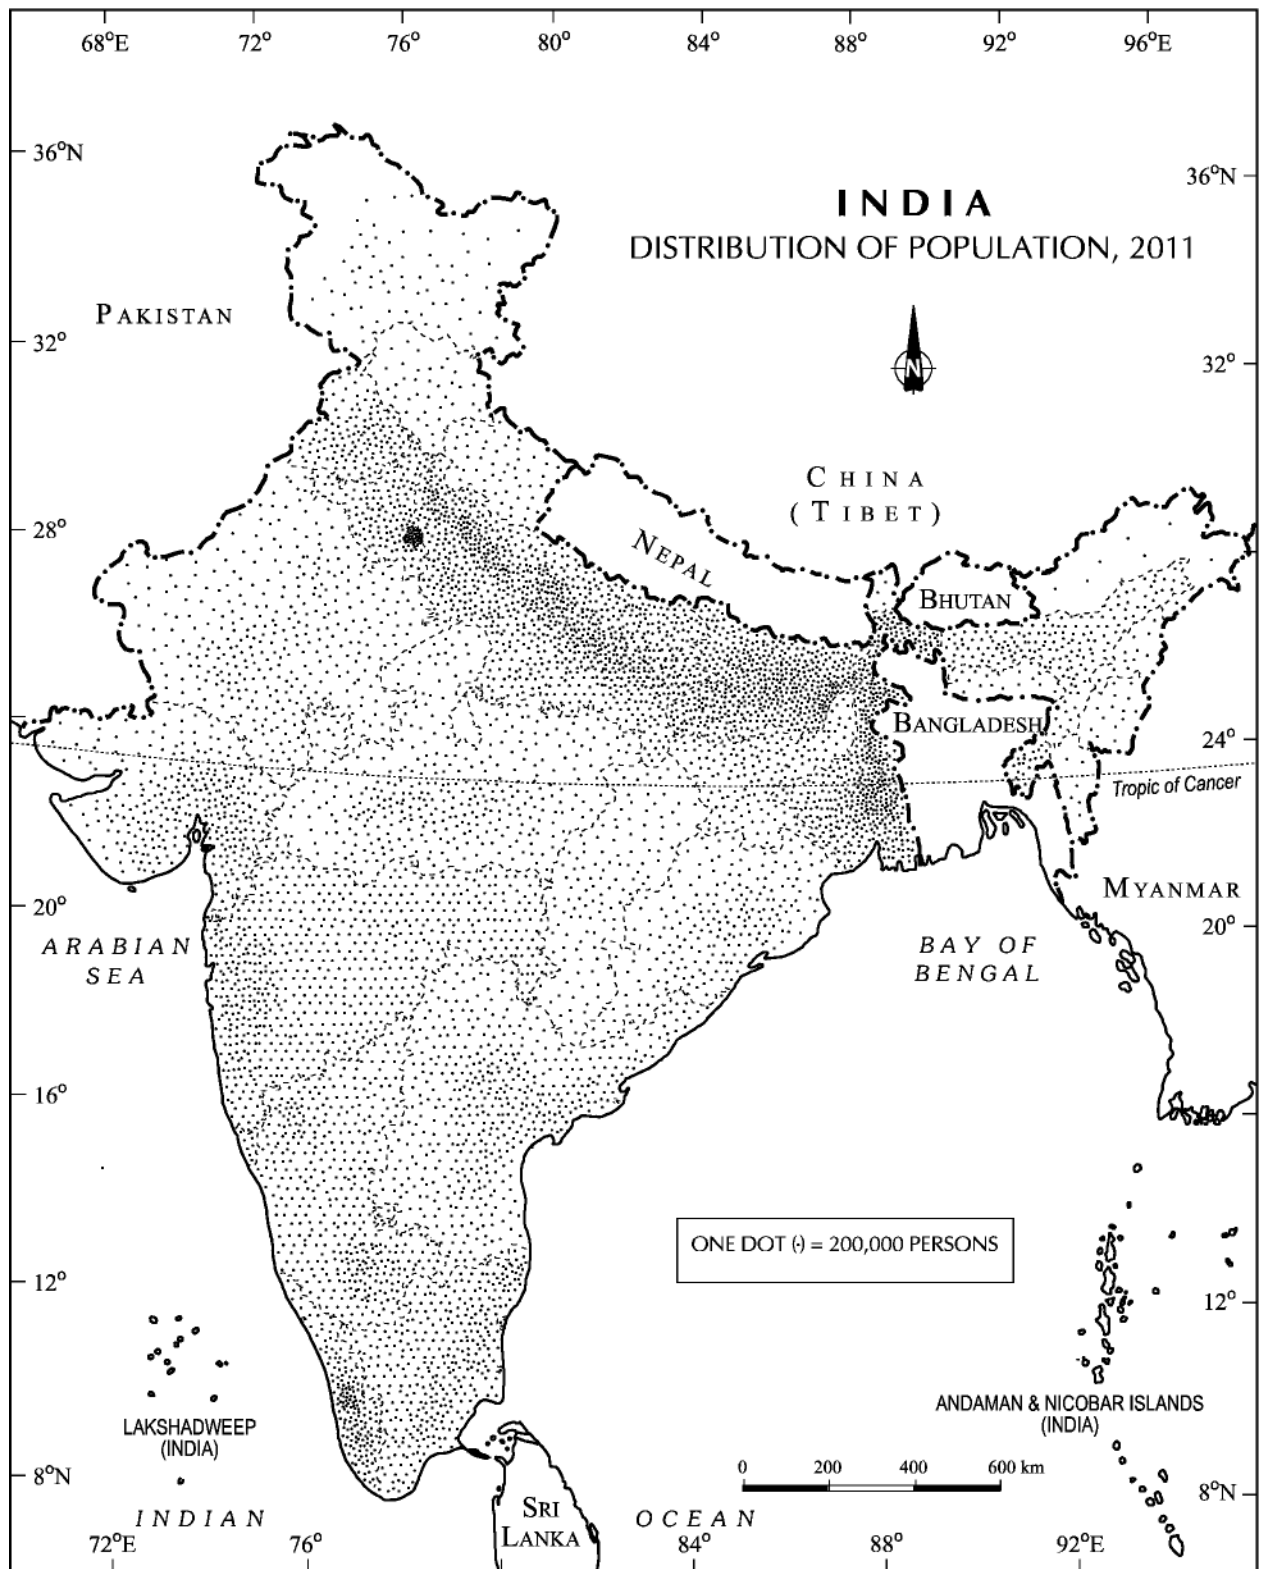 68°E 72° 76° 80° 84° 88° 92° 96°E
36°N
36°N
INDIA
DISTRIBUTION OF POPULATION, 2011
PAKISTAN
32°
32°
N
CHINA
(TIBET)
28°
NEPAL
BHUTAN
BANGLADESH
24°
Tropic of Cancer
MYANMAR
20°
20°
ARABIAN
SEA
BAY OF
BENGAL
16°
ONE DOT (·) = 200,000 PERSONS
12°
12°
ANDAMAN & NICOBAR ISLANDS
(INDIA)
LAKSHADWEEP
(INDIA)
0 200 400 600 km
8°N
8°N
SRI
LANKA
INDIAN OCEAN
72°E 76° 84° 88° 92°E